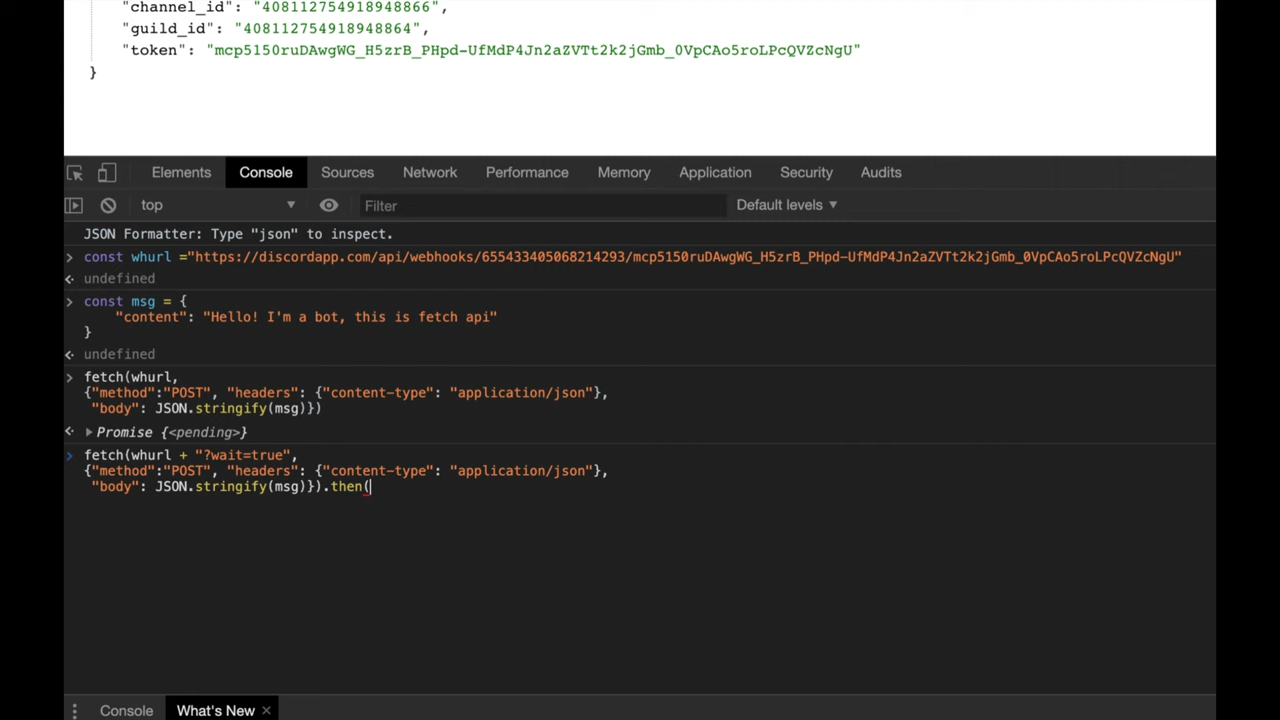 "channel_id": "408112754918948866",
"guild_id": "408112754918948864",
"token": "mcp5150ruDAwgWG_H5zrB_PHpd-UfMdP4Jn2aZVTt2k2jGmb_0VpCAo5roLPcQVZcNgU"
}
Elements Console Sources Network Performance Memory Application Security Audits
top ▼ Filter Default levels ▼
JSON Formatter: Type "json" to inspect.
> const whurl ="https://discordapp.com/api/webhooks/655433405068214293/mcp5150ruDAwgWG_H5zrB_PHpd-UfMdP4Jn2aZVTt2k2jGmb_0VpCAo5roLPcQVZcNgU"
undefined
> const msg = {
"content": "Hello! I'm a bot, this is fetch api"
}
undefined
> fetch(whurl,
{"method":"POST", "headers": {"content-type": "application/json"},
"body": JSON.stringify(msg)})
Promise {<pending>}
> fetch(whurl + "?wait=true",
{"method":"POST", "headers": {"content-type": "application/json"},
"body": JSON.stringify(msg)}).then(
Console What's New ×